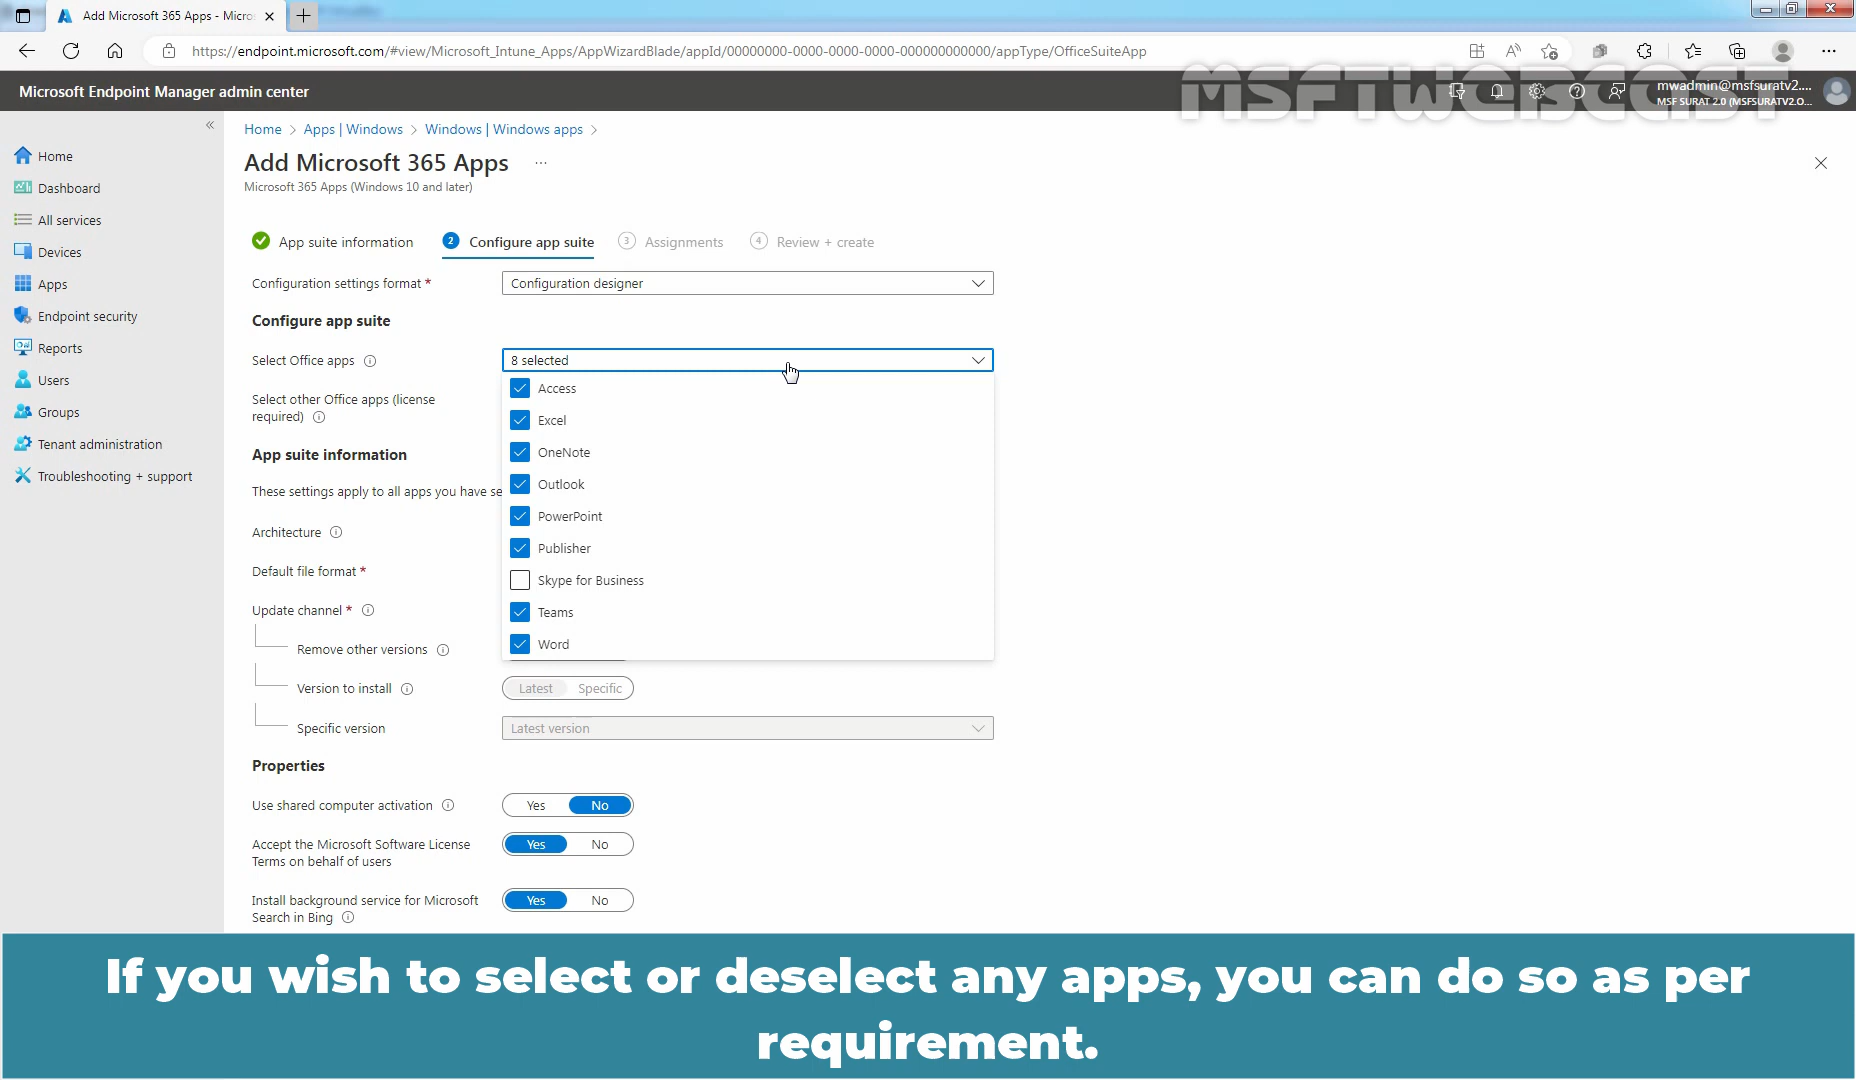 Add Microsoft 365 Apps - Micros
https://endpoint.microsoft.com/#view/Microsoft_Intune_Apps/AppWizardBlade/appId/00000000-0000-0000-0000-000000000000/appType/OfficeSuiteApp
MSFTWEBCAST
Microsoft Endpoint Manager admin center
mwadmin@msfsuratv2....
MSF SURAT 2.0 (MSFSURATV2.O...
Home > Apps | Windows > Windows | Windows apps >
Add Microsoft 365 Apps ...
Microsoft 365 Apps (Windows 10 and later)
Home
Dashboard
All services
Devices
Apps
Endpoint security
Reports
Users
Groups
Tenant administration
Troubleshooting + support
App suite information 2 Configure app suite 3 Assignments 4 Review + create
Configuration settings format * Configuration designer
Configure app suite
Select Office apps 8 selected
Access
Excel
OneNote
Outlook
PowerPoint
Publisher
Skype for Business
Teams
Word
Select other Office apps (license
required)
App suite information
These settings apply to all apps you have se
Architecture
Default file format *
Update channel *
Remove other versions
Version to install Latest Specific
Specific version Latest version
Properties
Use shared computer activation Yes No
Accept the Microsoft Software License
Terms on behalf of users Yes No
Install background service for Microsoft
Search in Bing Yes No
If you wish to select or deselect any apps, you can do so as per
requirement.